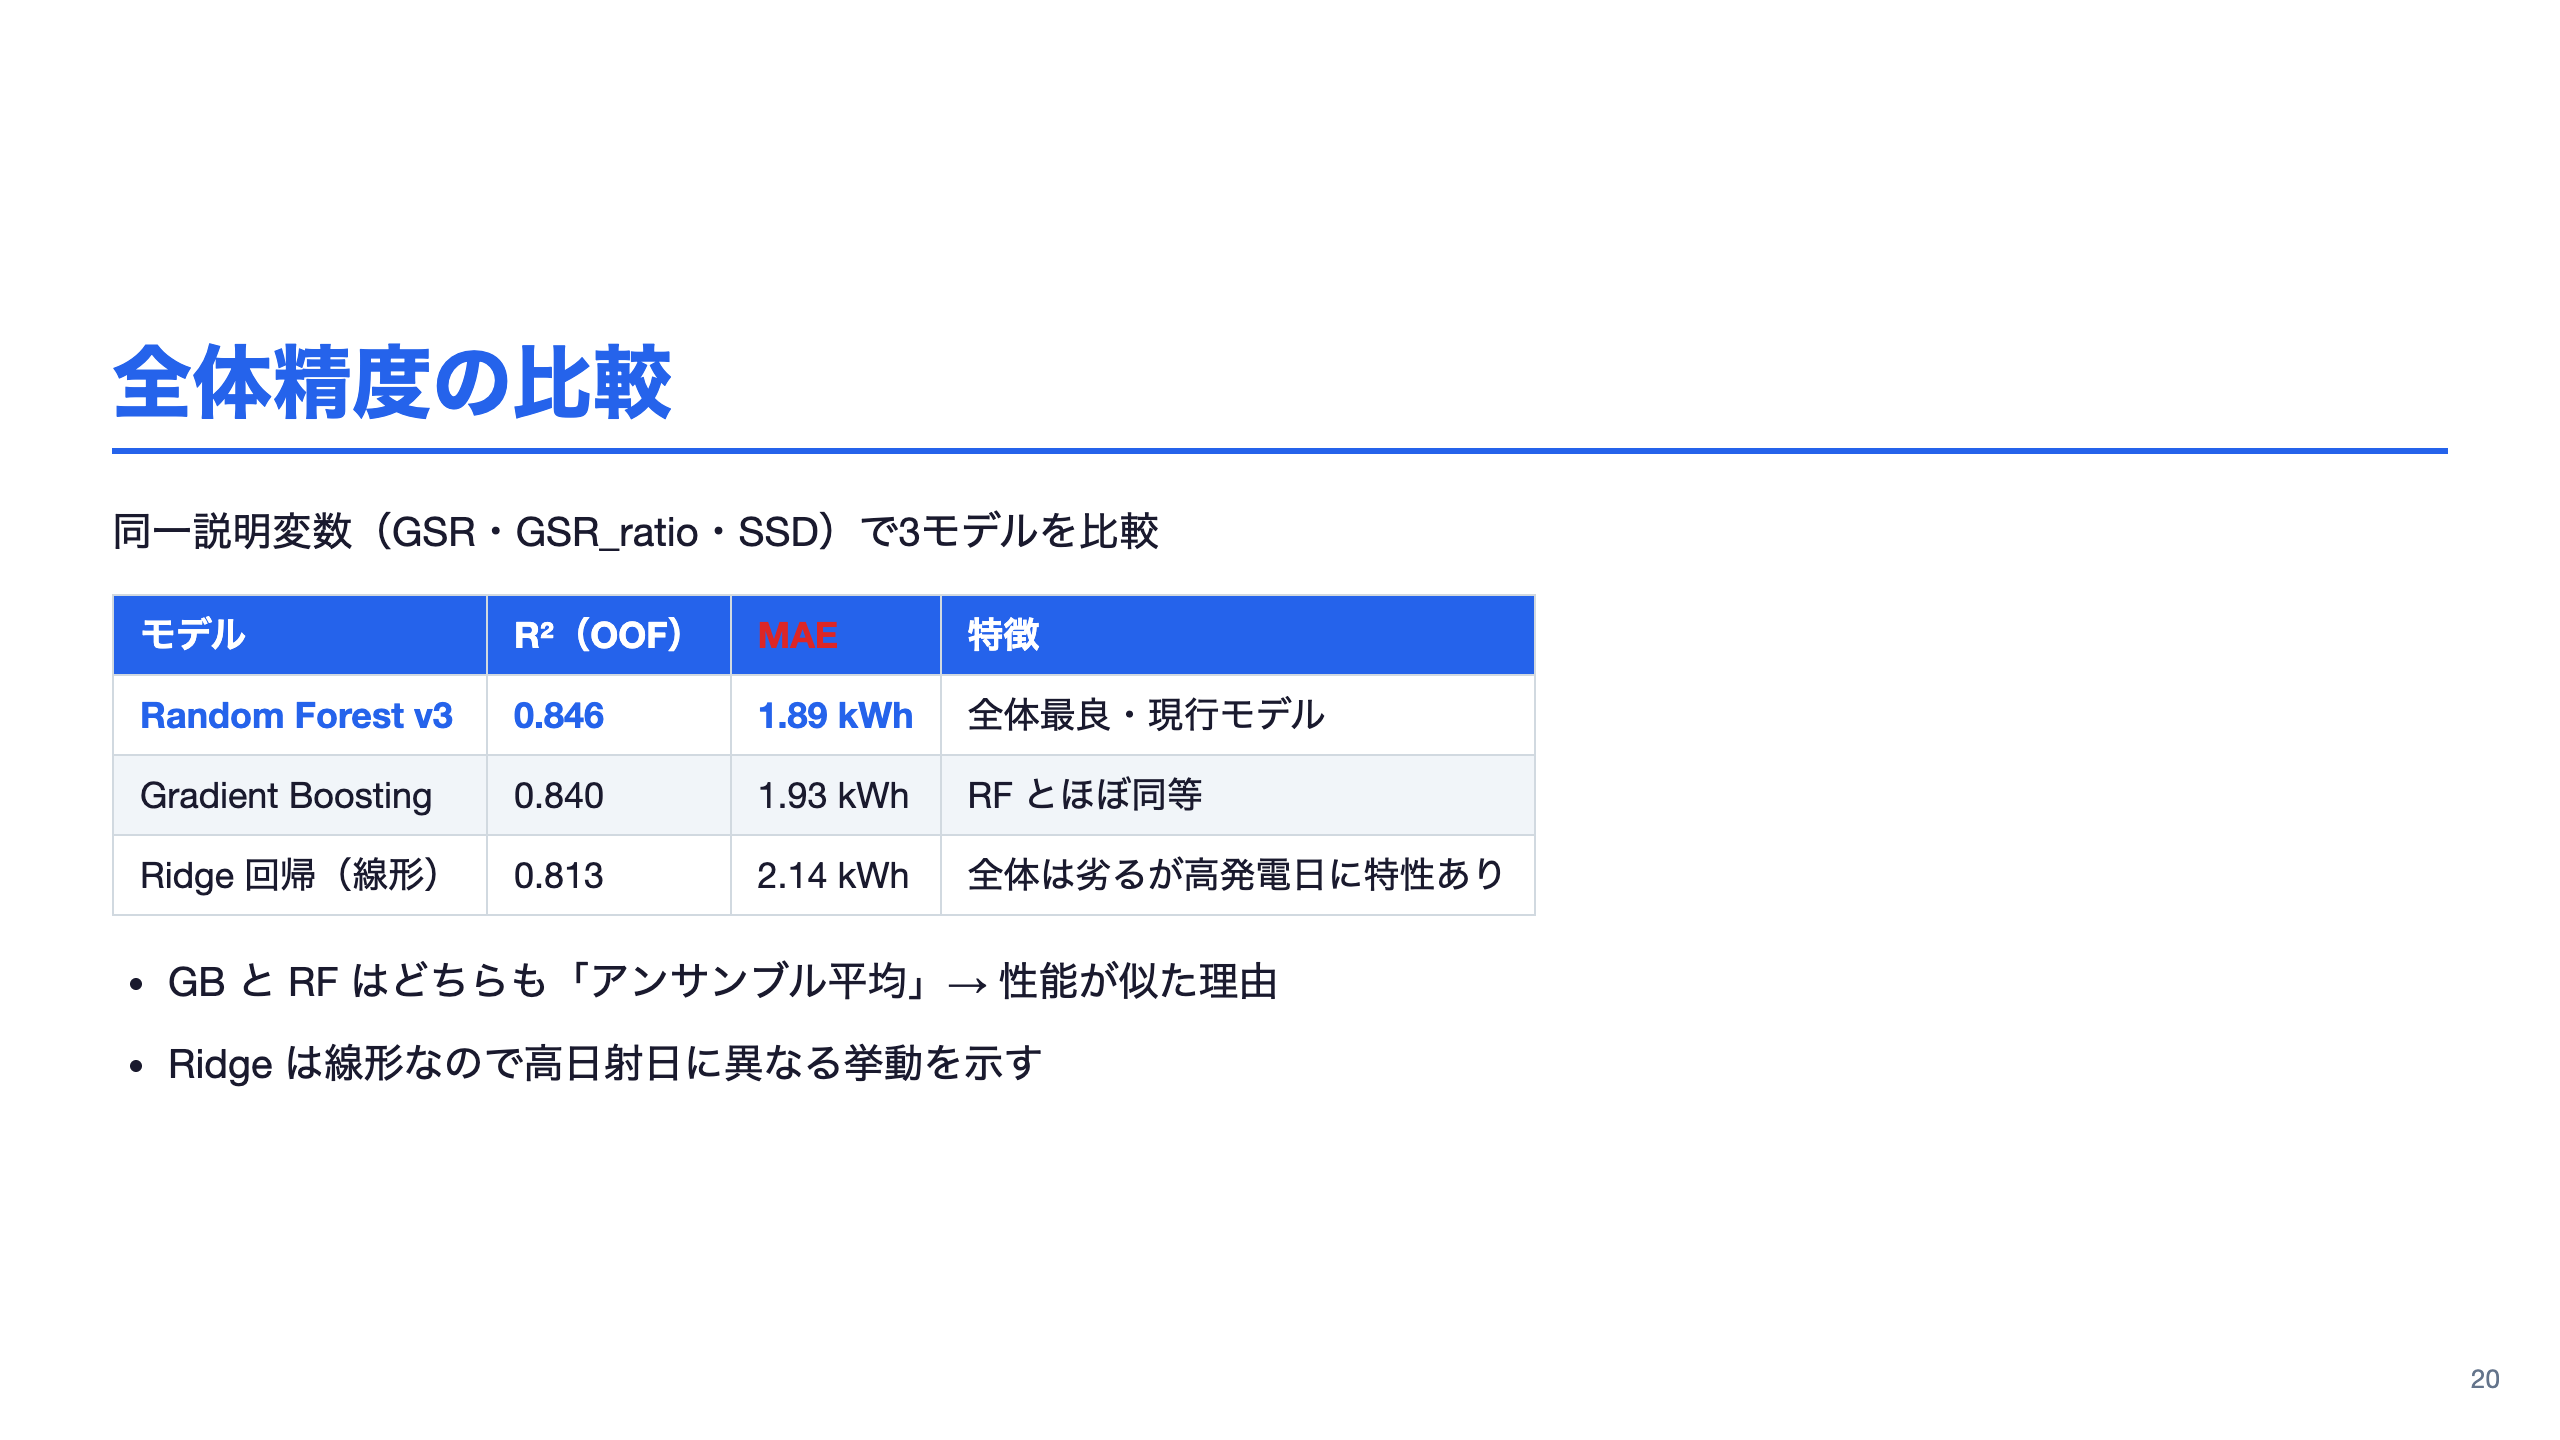 全体精度の比較
同一説明変数（GSR・GSR_ratio・SSD）で3モデルを比較
モデル R²（OOF） MAE 特徴
Random Forest v3 0.846 1.89 kWh 全体最良・現行モデル
Gradient Boosting 0.840 1.93 kWh RF とほぼ同等
Ridge 回帰（線形） 0.813 2.14 kWh 全体は劣るが高発電日に特性あり
• GB と RF はどちらも「アンサンブル平均」→ 性能が似た理由
• Ridge は線形なので高日射日に異なる挙動を示す
20